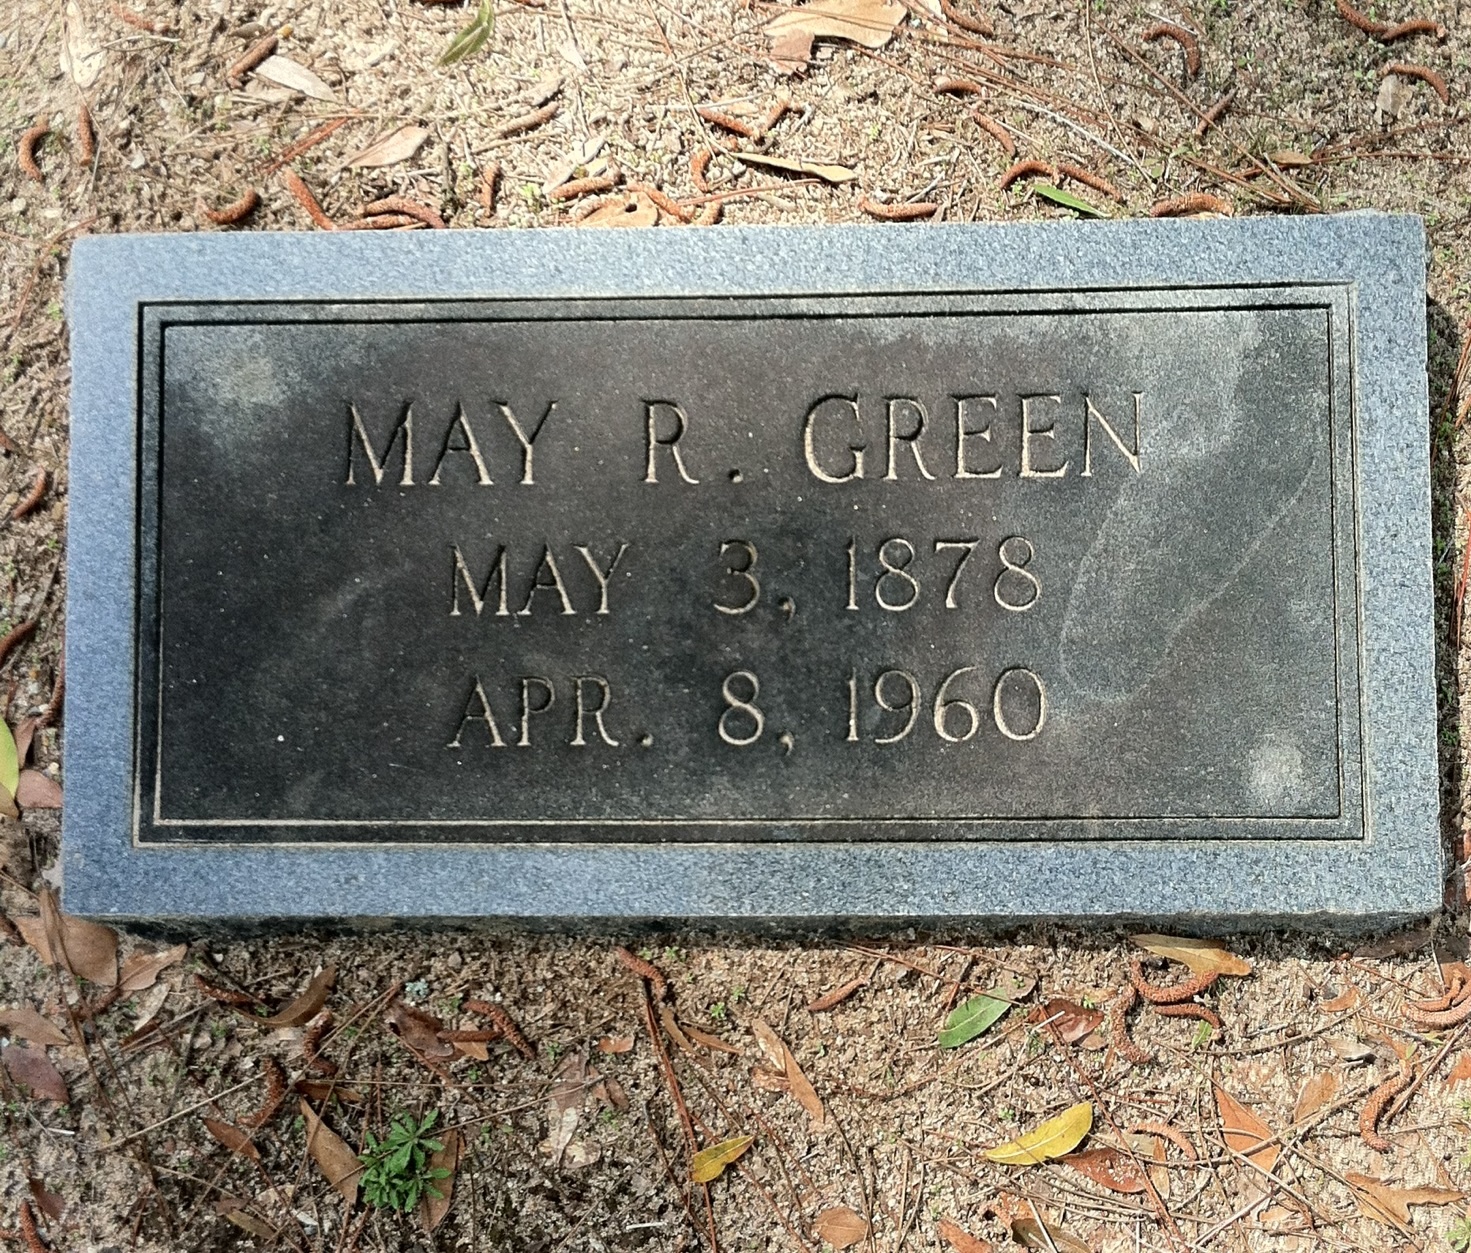 MAY R. GREEN
MAY 3, 1878
APR. 8, 1960